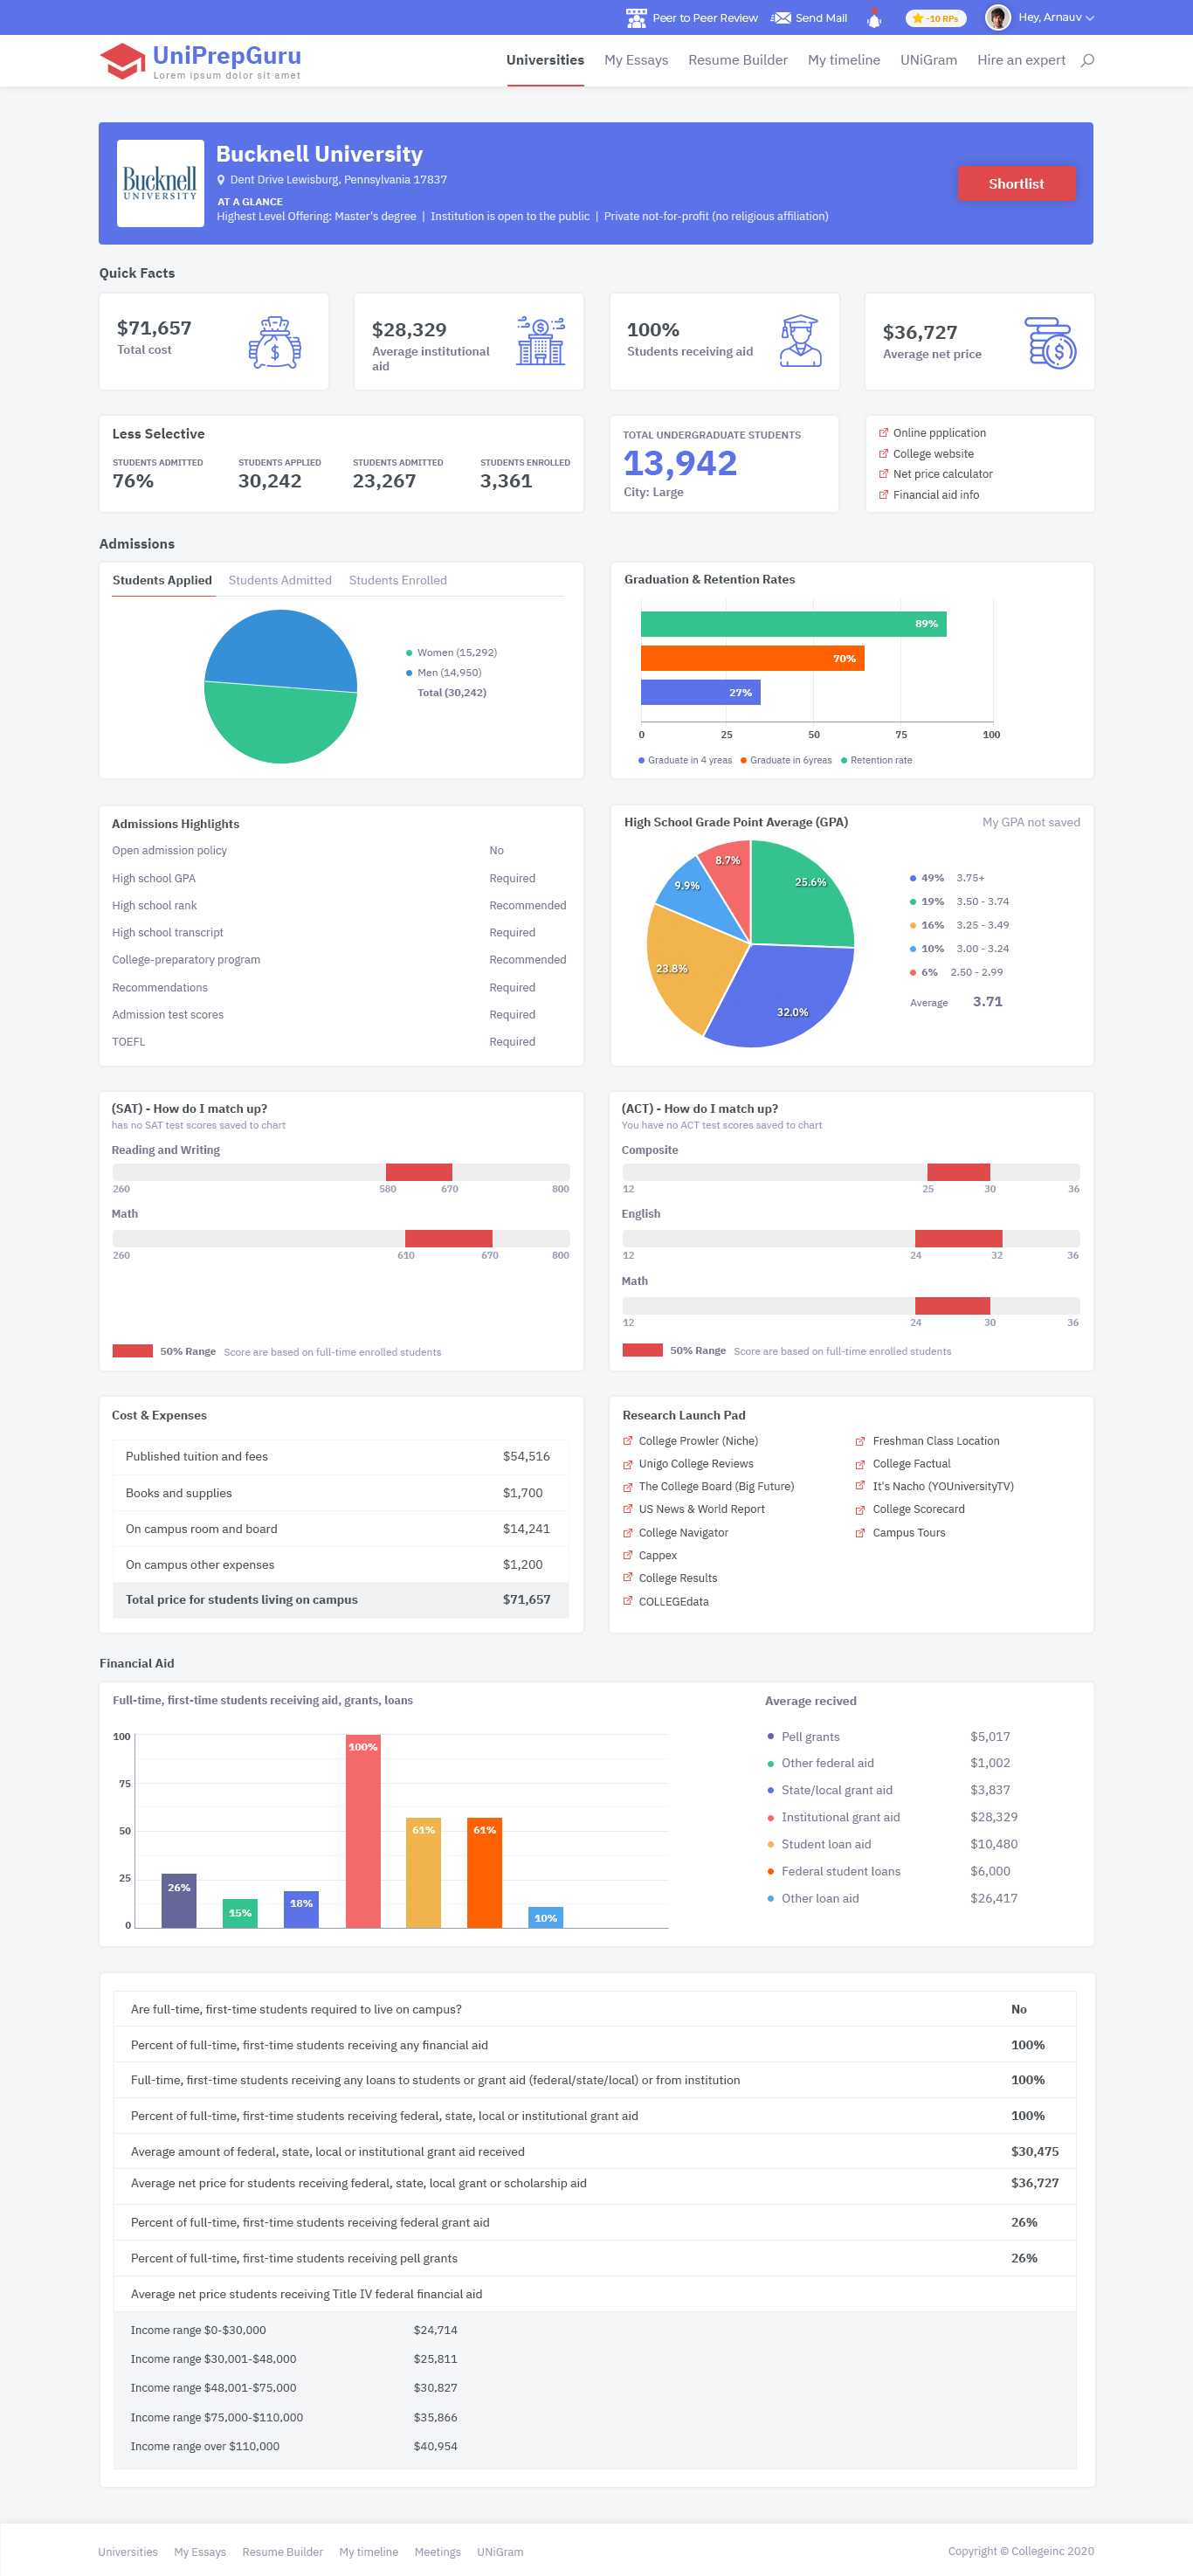 Peer to Peer Review Send Mail -10 RPs Hey, Arnauv
UniPrepGuru
Lorem ipsum dolor sit amet
Universities My Essays Resume Builder My timeline UNiGram Hire an expert
Bucknell
UNIVERSITY
Bucknell University
Dent Drive Lewisburg, Pennsylvania 17837
AT A GLANCE
Highest Level Offering: Master's degree | Institution is open to the public | Private not-for-profit (no religious affiliation)
Shortlist
Quick Facts
$71,657
Total cost
$28,329
Average institutional
aid
100%
Students receiving aid
$36,727
Average net price
Less Selective
STUDENTS ADMITTED STUDENTS APPLIED STUDENTS ADMITTED STUDENTS ENROLLED
76% 30,242 23,267 3,361
TOTAL UNDERGRADUATE STUDENTS
13,942
City: Large
Online ppplication
College website
Net price calculator
Financial aid info
Admissions
Students Applied Students Admitted Students Enrolled
Women (15,292)
Men (14,950)
Total (30,242)
Graduation & Retention Rates
89%
70%
27%
0 25 50 75 100
Graduate in 4 yreas Graduate in 6yreas Retention rate
Admissions Highlights
Open admission policy No
High school GPA Required
High school rank Recommended
High school transcript Required
College-preparatory program Recommended
Recommendations Required
Admission test scores Required
TOEFL Required
High School Grade Point Average (GPA) My GPA not saved
8.7%
25.6%
9.9%
23.8%
32.0%
49% 3.75+
19% 3.50 - 3.74
16% 3.25 - 3.49
10% 3.00 - 3.24
6% 2.50 - 2.99
Average 3.71
(SAT) - How do I match up?
has no SAT test scores saved to chart
Reading and Writing
260 580 670 800
Math
260 610 670 800
50% Range Score are based on full-time enrolled students
(ACT) - How do I match up?
You have no ACT test scores saved to chart
Composite
12 25 30 36
English
12 24 32 36
Math
12 24 30 36
50% Range Score are based on full-time enrolled students
Cost & Expenses
Published tuition and fees $54,516
Books and supplies $1,700
On campus room and board $14,241
On campus other expenses $1,200
Total price for students living on campus $71,657
Research Launch Pad
College Prowler (Niche)
Unigo College Reviews
The College Board (Big Future)
US News & World Report
College Navigator
Cappex
College Results
COLLEGEdata
Freshman Class Location
College Factual
It's Nacho (YOUniversityTV)
College Scorecard
Campus Tours
Financial Aid
Full-time, first-time students receiving aid, grants, loans
100
75
50
25
0
26% 15% 18% 100% 61% 61% 10%
Average recived
Pell grants $5,017
Other federal aid $1,002
State/local grant aid $3,837
Institutional grant aid $28,329
Student loan aid $10,480
Federal student loans $6,000
Other loan aid $26,417
Are full-time, first-time students required to live on campus? No
Percent of full-time, first-time students receiving any financial aid 100%
Full-time, first-time students receiving any loans to students or grant aid (federal/state/local) or from institution 100%
Percent of full-time, first-time students receiving federal, state, local or institutional grant aid 100%
Average amount of federal, state, local or institutional grant aid received $30,475
Average net price for students receiving federal, state, local grant or scholarship aid $36,727
Percent of full-time, first-time students receiving federal grant aid 26%
Percent of full-time, first-time students receiving pell grants 26%
Average net price students receiving Title IV federal financial aid
Income range $0-$30,000 $24,714
Income range $30,001-$48,000 $25,811
Income range $48,001-$75,000 $30,827
Income range $75,000-$110,000 $35,866
Income range over $110,000 $40,954
Universities My Essays Resume Builder My timeline Meetings UNiGram
Copyright © Collegeinc 2020